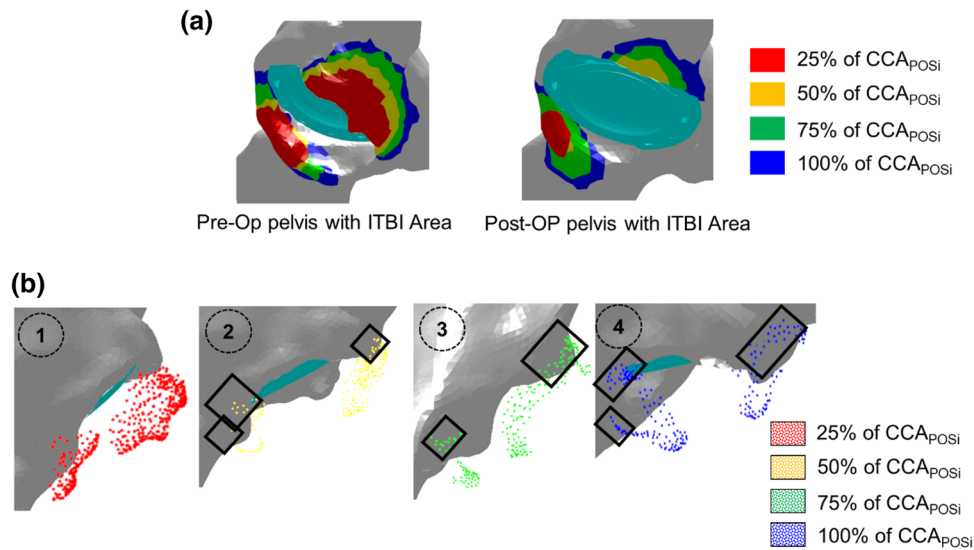 (a)
25% of CCAPOSi
50% of CCAPOSi
75% of CCAPOSi
100% of CCAPOSi
Pre-Op pelvis with ITBI Area
Post-OP pelvis with ITBI Area
(b)
1
2
3
4
25% of CCAPOSi
50% of CCAPOSi
75% of CCAPOSi
100% of CCAPOSi